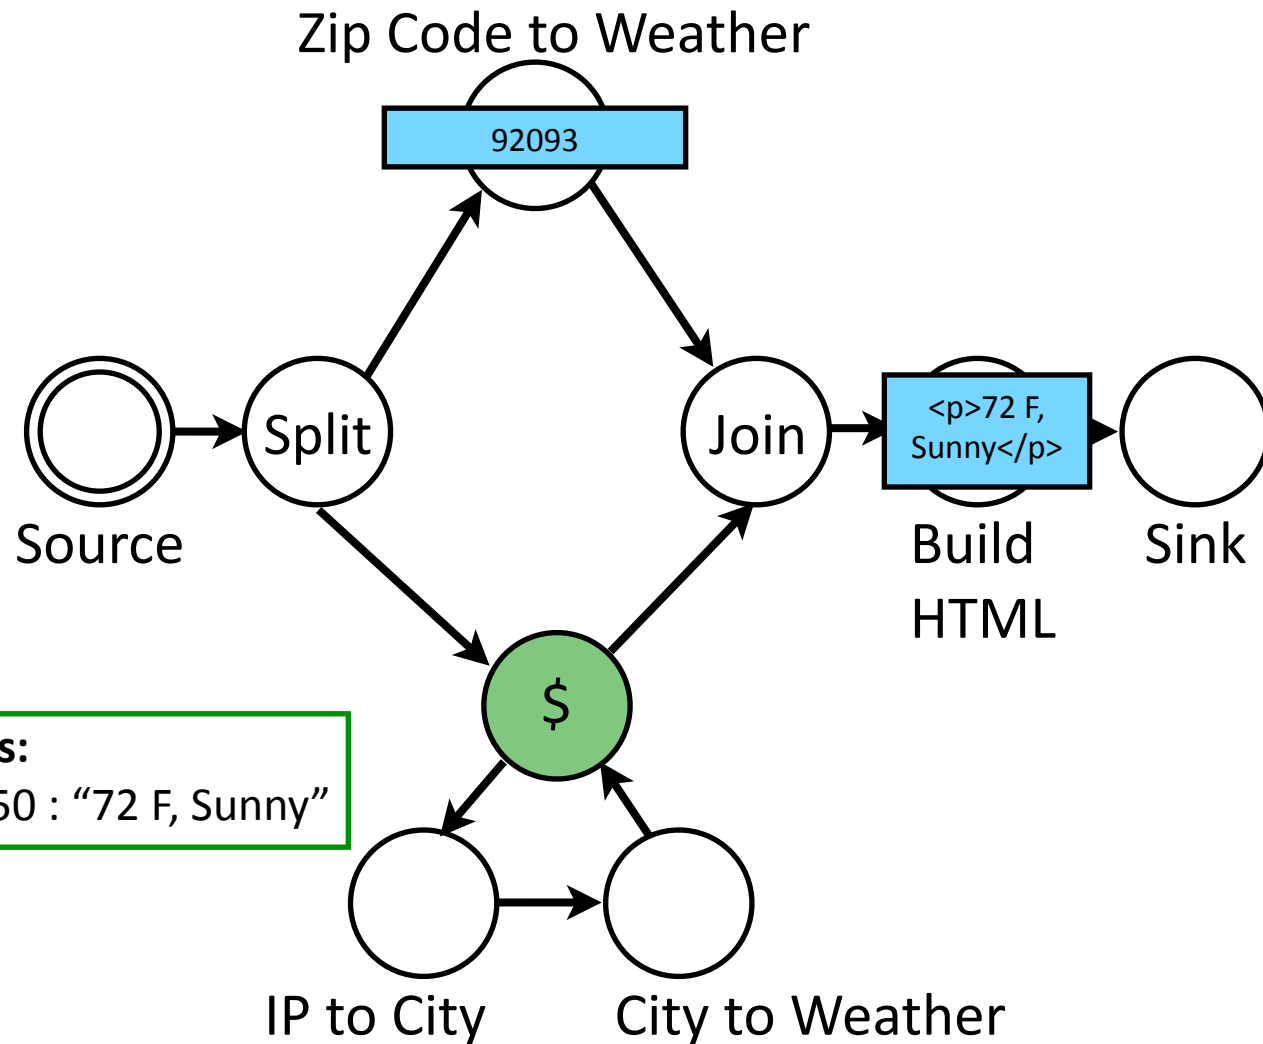 Zip Code to Weather
92093
Split
Join
<p>72 F,
Sunny</p>
Source
Build
HTML
Sink
$
s:
50 : “72 F, Sunny”
IP to City
City to Weather